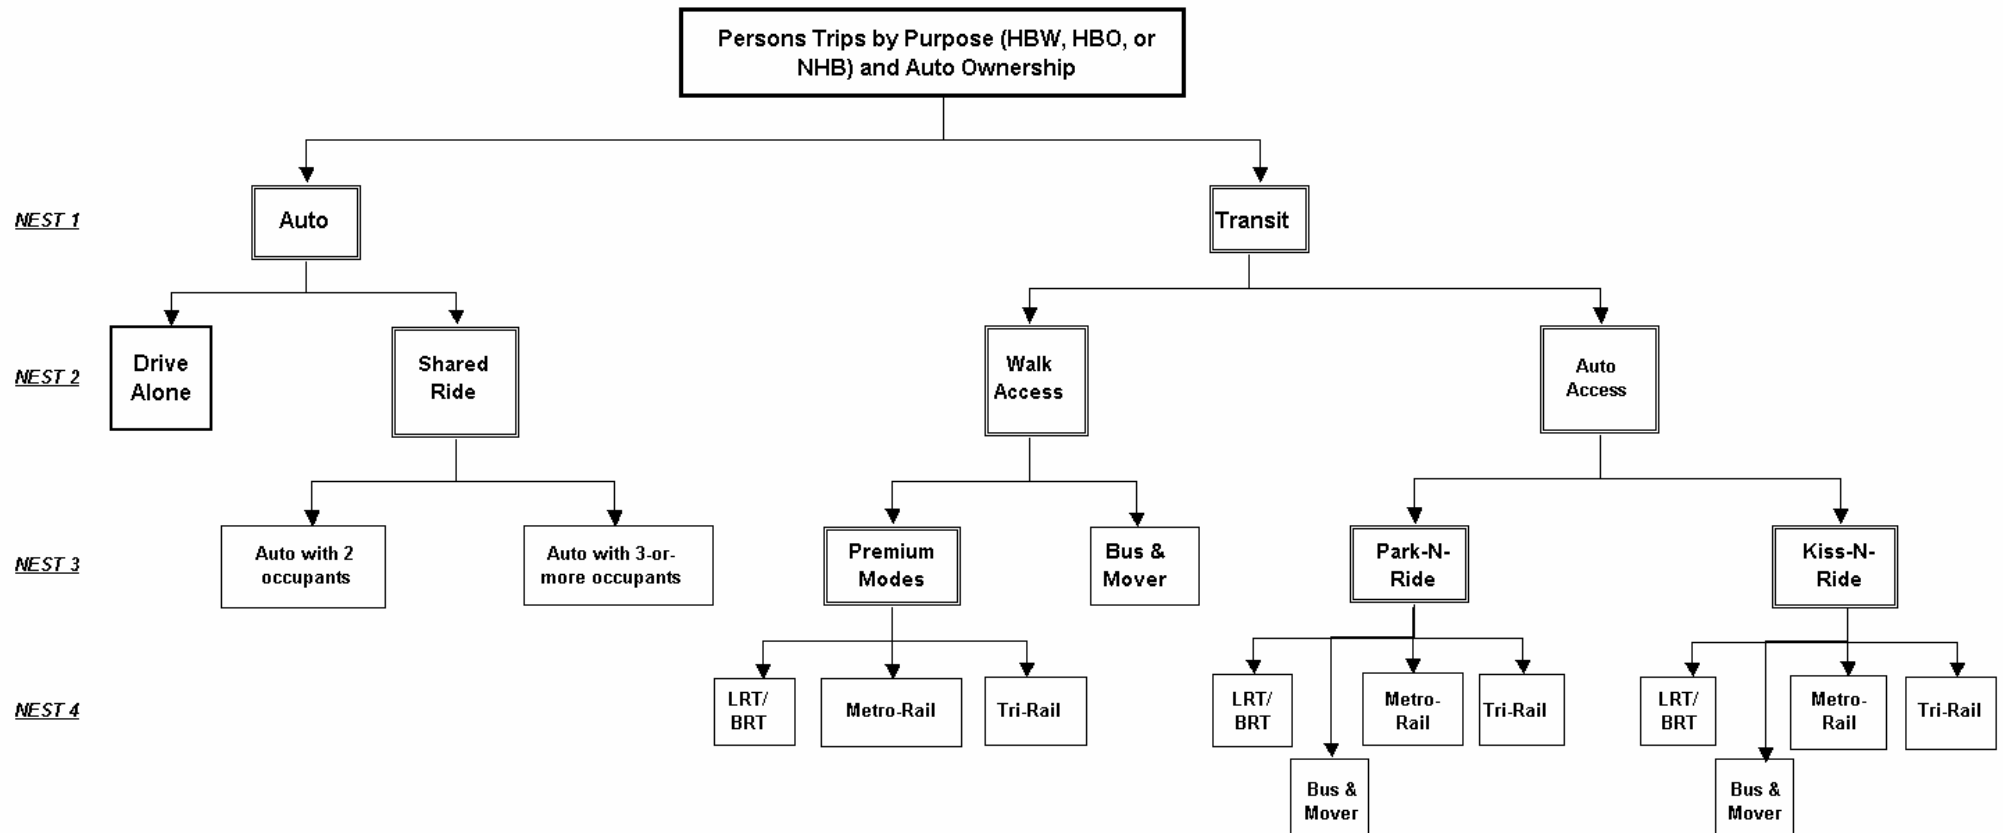 Persons Trips by Purpose (HBW, HBO, or
NHB) and Auto Ownership
NEST 1
Auto
Transit
NEST 2
Drive
Alone
Shared
Ride
Walk
Access
Auto
Access
NEST 3
Auto with 2
occupants
Auto with 3-or-
more occupants
Premium
Modes
Bus &
Mover
Park-N-
Ride
Kiss-N-
Ride
NEST 4
LRT/
BRT
Metro-Rail
Tri-Rail
LRT/
BRT
Metro-
Rail
Tri-Rail
LRT/
BRT
Metro-
Rail
Tri-Rail
Bus &
Mover
Bus &
Mover